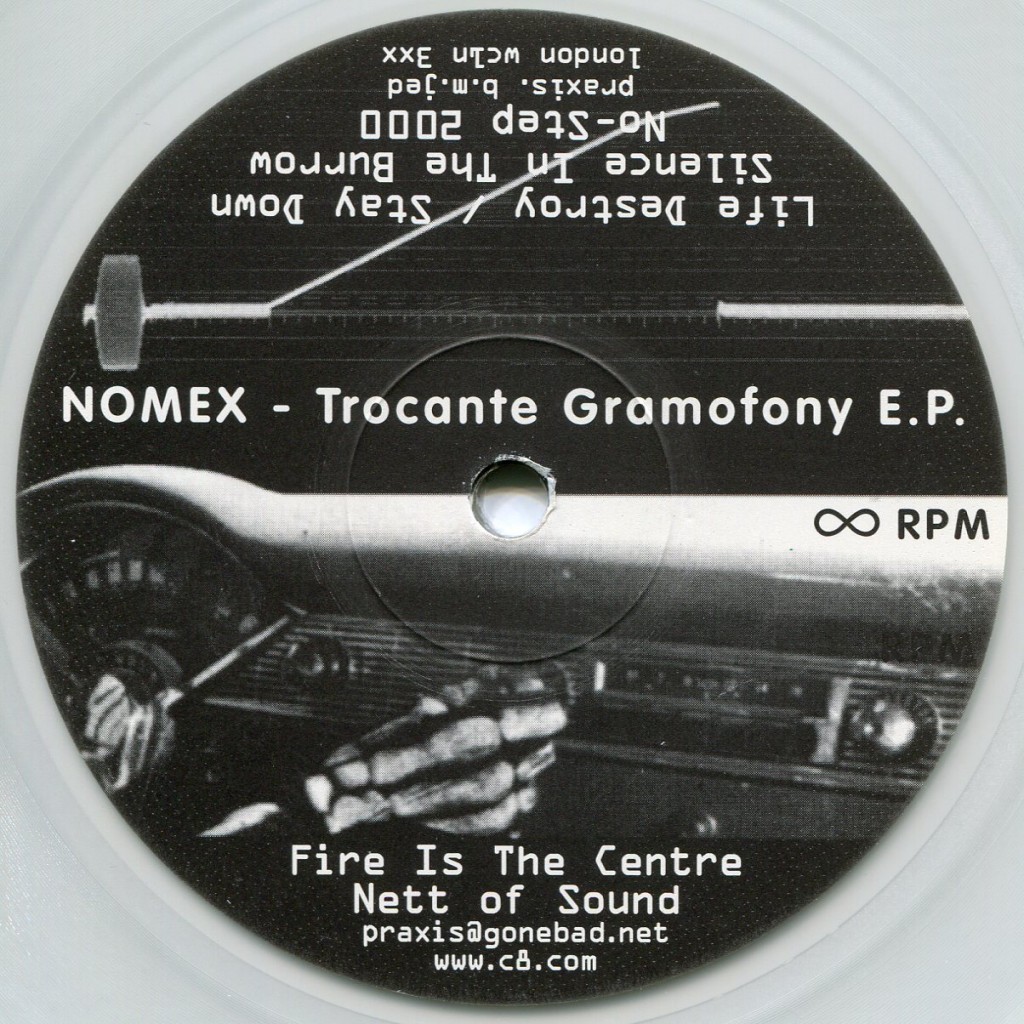 london wc1n 3xx
praxis. b.m.jed
No-Step 2000
Silence In The Burrow
Life Destroy / Stay Down
NOMEX - Trocante Gramofony E.P.
∞ RPM
RPM
Fire Is The Centre
Nett of Sound
praxis@gonebad.net
www.c8.com